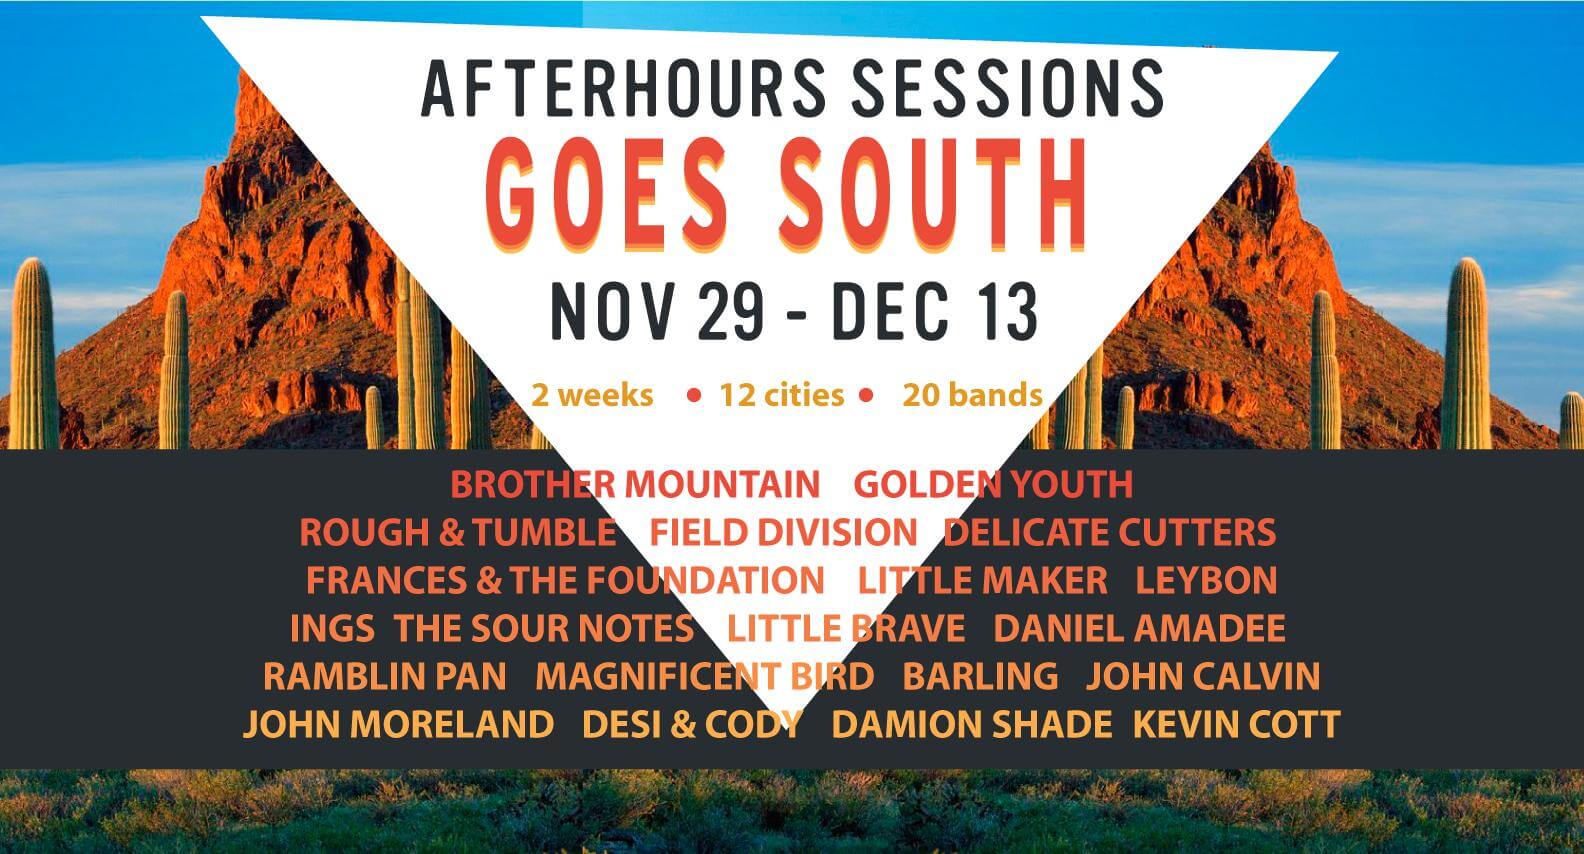 AFTERHOURS SESSIONS
GOES SOUTH
NOV 29 - DEC 13
2 weeks • 12 cities • 20 bands
BROTHER MOUNTAIN GOLDEN YOUTH
ROUGH & TUMBLE FIELD DIVISION DELICATE CUTTERS
FRANCES & THE FOUNDATION LITTLE MAKER LEYBON
INGS THE SOUR NOTES LITTLE BRAVE DANIEL AMADEE
RAMBLIN PAN MAGNIFICENT BIRD BARLING JOHN CALVIN
JOHN MORELAND DESI & CODY DAMION SHADE KEVIN COTT